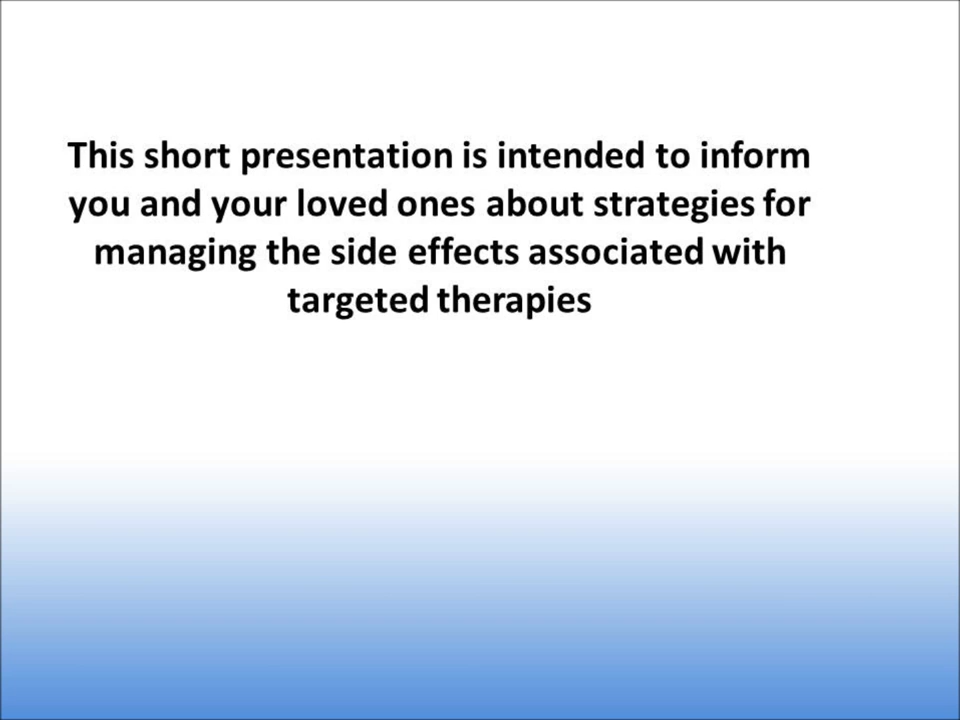 This short presentation is intended to inform
you and your loved ones about strategies for
managing the side effects associated with
targeted therapies